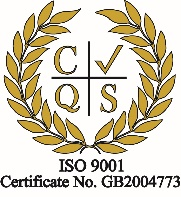 C ✓
Q S
ISO 9001
Certificate No. GB2004773